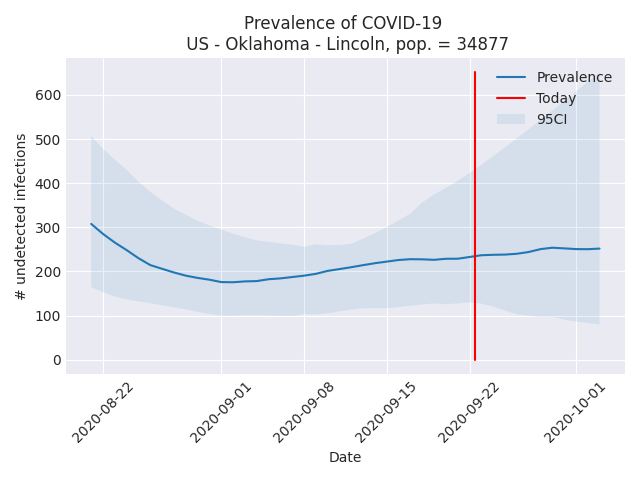 Prevalence of COVID-19
US - Oklahoma - Lincoln, pop. = 34877
Prevalence
Today
95CI
# undetected infections
600
500
400
300
200
100
0
2020-08-22
2020-09-01
2020-09-08
2020-09-15
2020-09-22
2020-10-01
Date